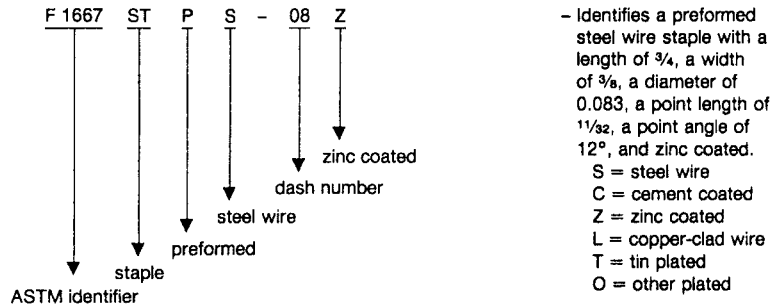 F 1667 ST P S – 08 Z
zinc coated
dash number
steel wire
preformed
staple
ASTM identifier
– Identifies a preformed
steel wire staple with a
length of 3⁄4, a width
of 3⁄8, a diameter of
0.083, a point length of
11⁄32, a point angle of
12°, and zinc coated.
S = steel wire
C = cement coated
Z = zinc coated
L = copper-clad wire
T = tin plated
O = other plated